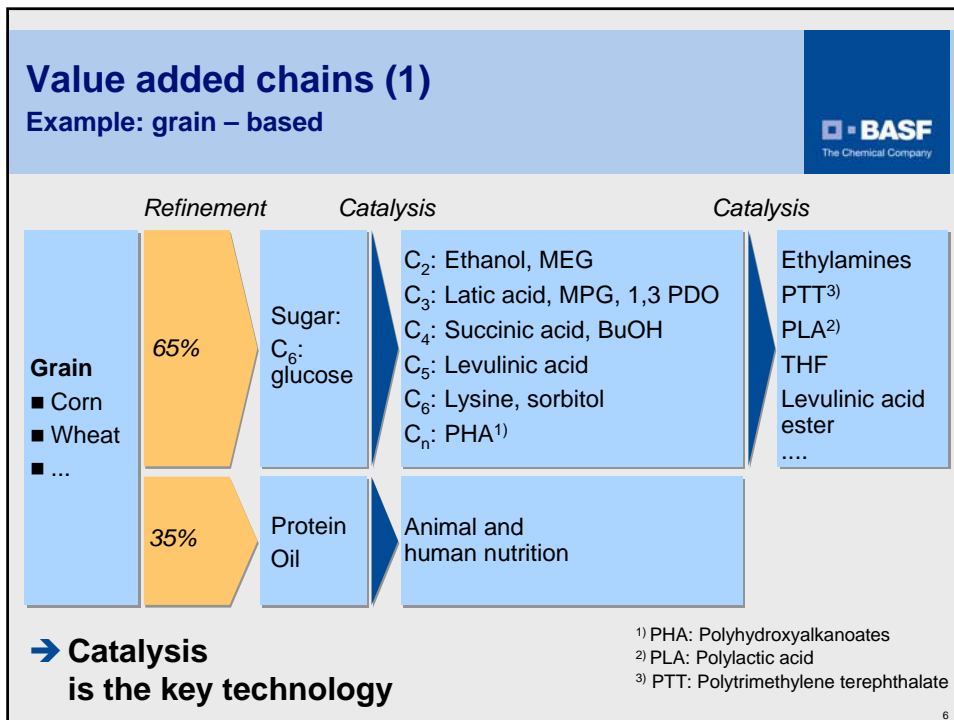 Value added chains (1)
Example: grain – based
BASF
The Chemical Company
Refinement
Catalysis
Catalysis
Grain
■ Corn
■ Wheat
■ ...
65%
Sugar:
C6:
glucose
C2: Ethanol, MEG
C3: Latic acid, MPG, 1,3 PDO
C4: Succinic acid, BuOH
C5: Levulinic acid
C6: Lysine, sorbitol
Cn: PHA1)
Ethylamines
PTT3)
PLA2)
THF
Levulinic acid
ester
....
35%
Protein
Oil
Animal and
human nutrition
➔ Catalysis
is the key technology
1) PHA: Polyhydroxyalkanoates
2) PLA: Polylactic acid
3) PTT: Polytrimethylene terephthalate
6